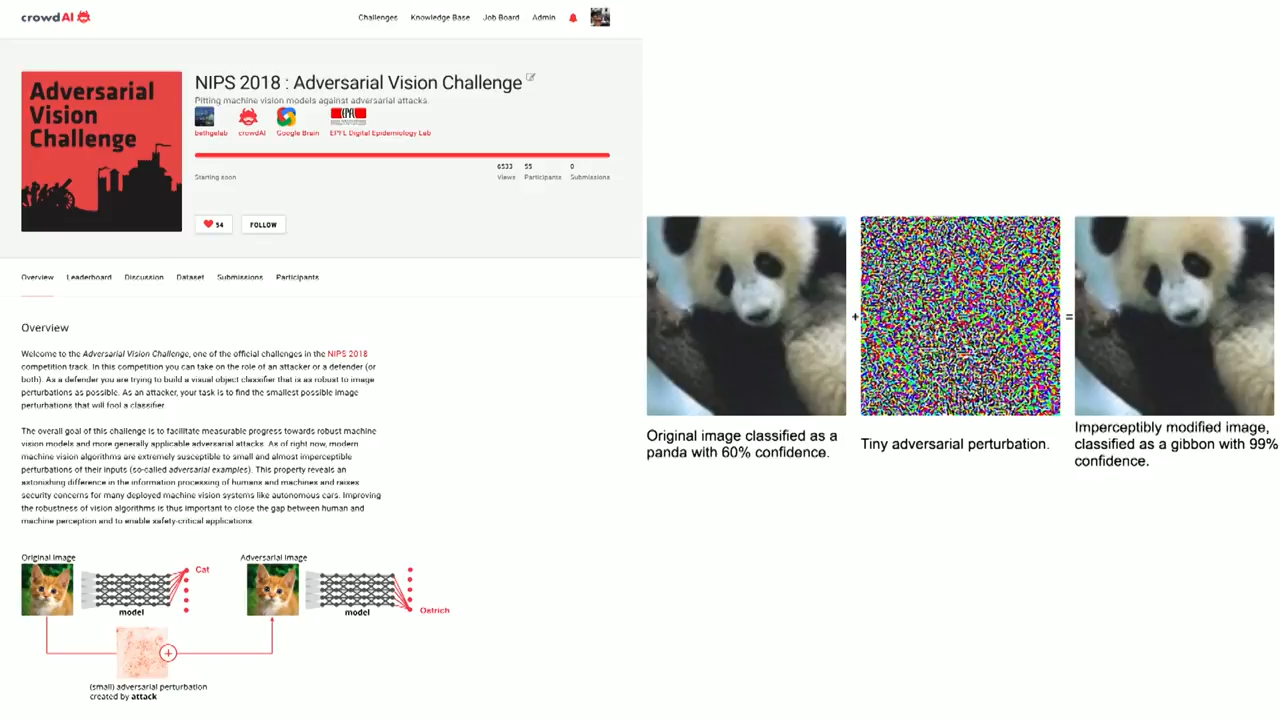 crowdAI
Challenges Knowledge Base Job Board Admin
Adversarial
Vision
Challenge
NIPS 2018 : Adversarial Vision Challenge
Pitting machine vision models against adversarial attacks.
bethgelab crowdAI Google Brain EPFL Digital Epidemiology Lab
6533 55 0
Starting soon Views Participants Submissions
54 FOLLOW
Overview Leaderboard Discussion Dataset Submissions Participants
Overview
Welcome to the Adversarial Vision Challenge, one of the official challenges in the NIPS 2018
competition track. In this competition you can take on the role of an attacker or a defender (or
both). As a defender you are trying to build a visual object classifier that is as robust to image
perturbations as possible. As an attacker, your task is to find the smallest possible image
perturbations that will fool a classifier.
The overall goal of this challenge is to facilitate measurable progress towards robust machine
vision models and more generally applicable adversarial attacks. As of right now, modern
machine vision algorithms are extremely susceptible to small and almost imperceptible
perturbations of their inputs (so-called adversarial examples). This property reveals an
astonishing difference in the information processing of humans and machines and raises
security concerns for many deployed machine vision systems like autonomous cars. Improving
the robustness of vision algorithms is thus important to close the gap between human and
machine perception and to enable safety-critical applications.
Original Image Adversarial Image
Cat
model
model
Ostrich
(small) adversarial perturbation
created by attack
+ =
Original image classified as a
panda with 60% confidence.
Tiny adversarial perturbation.
Imperceptibly modified image,
classified as a gibbon with 99%
confidence.